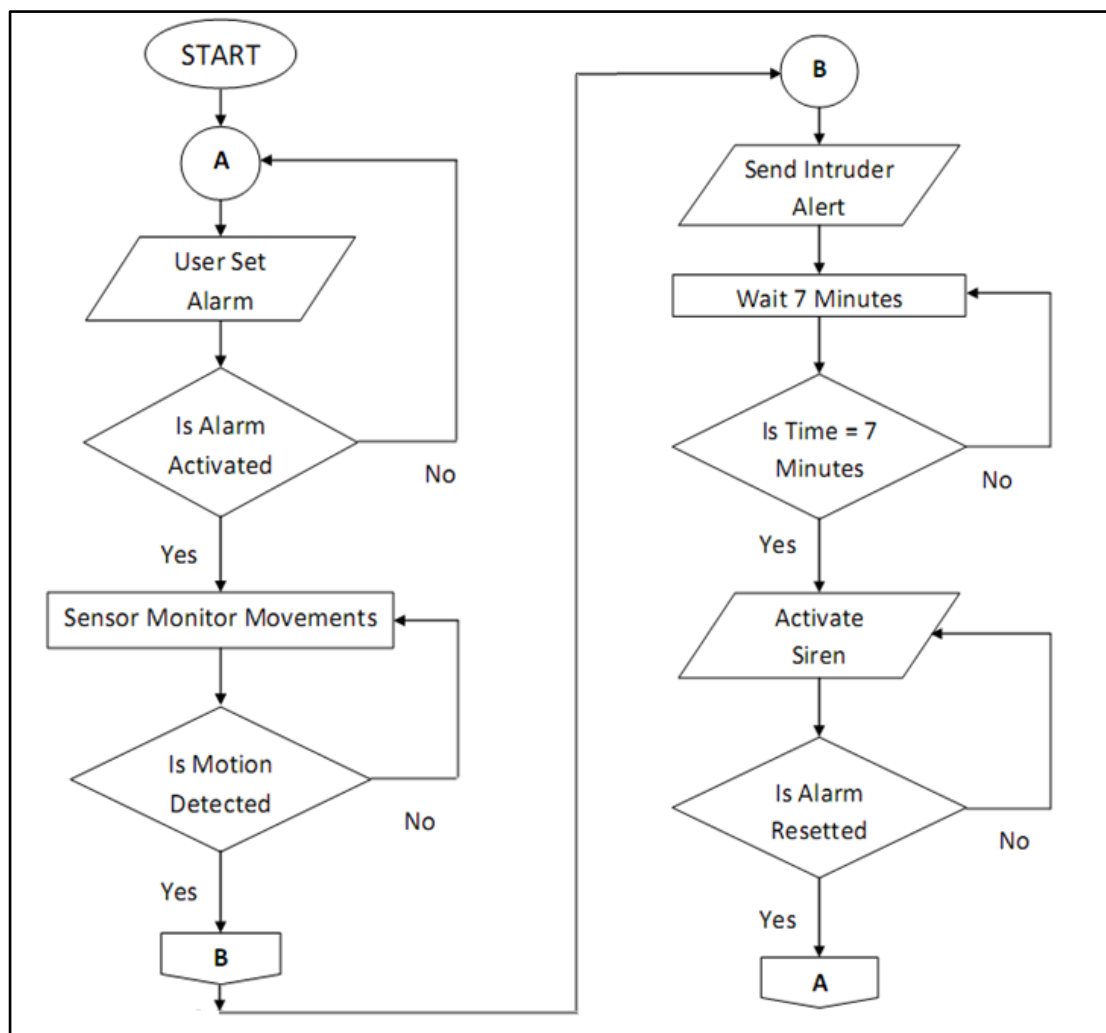 START
A
User Set
Alarm
Is Alarm
Activated
No
Yes
Sensor Monitor Movements
Is Motion
Detected
No
Yes
B
B
Send Intruder
Alert
Wait 7 Minutes
Is Time = 7
Minutes
No
Yes
Activate
Siren
Is Alarm
Resetted
No
Yes
A